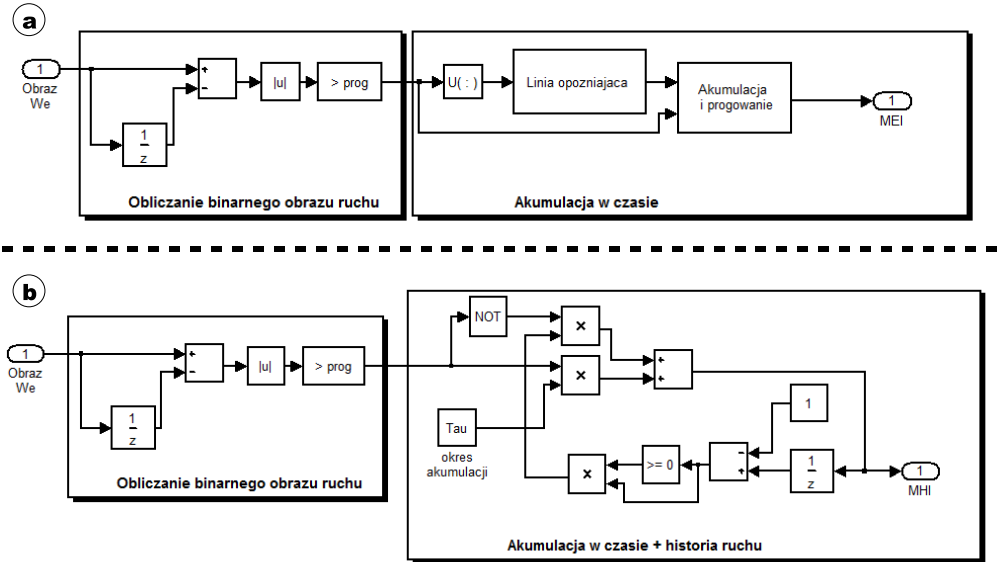 a
1
Obraz
We
+
-
1
z
|u|
> prog
Obliczanie binarnego obrazu ruchu
U( : )
Linia opozniajaca
Akumulacja
i progowanie
1
MEI
Akumulacja w czasie
b
1
Obraz
We
+
-
1
z
|u|
> prog
Obliczanie binarnego obrazu ruchu
NOT
×
×
+
+
Tau
okres
akumulacji
×
>= 0
-
+
1
1
z
1
MHI
Akumulacja w czasie + historia ruchu